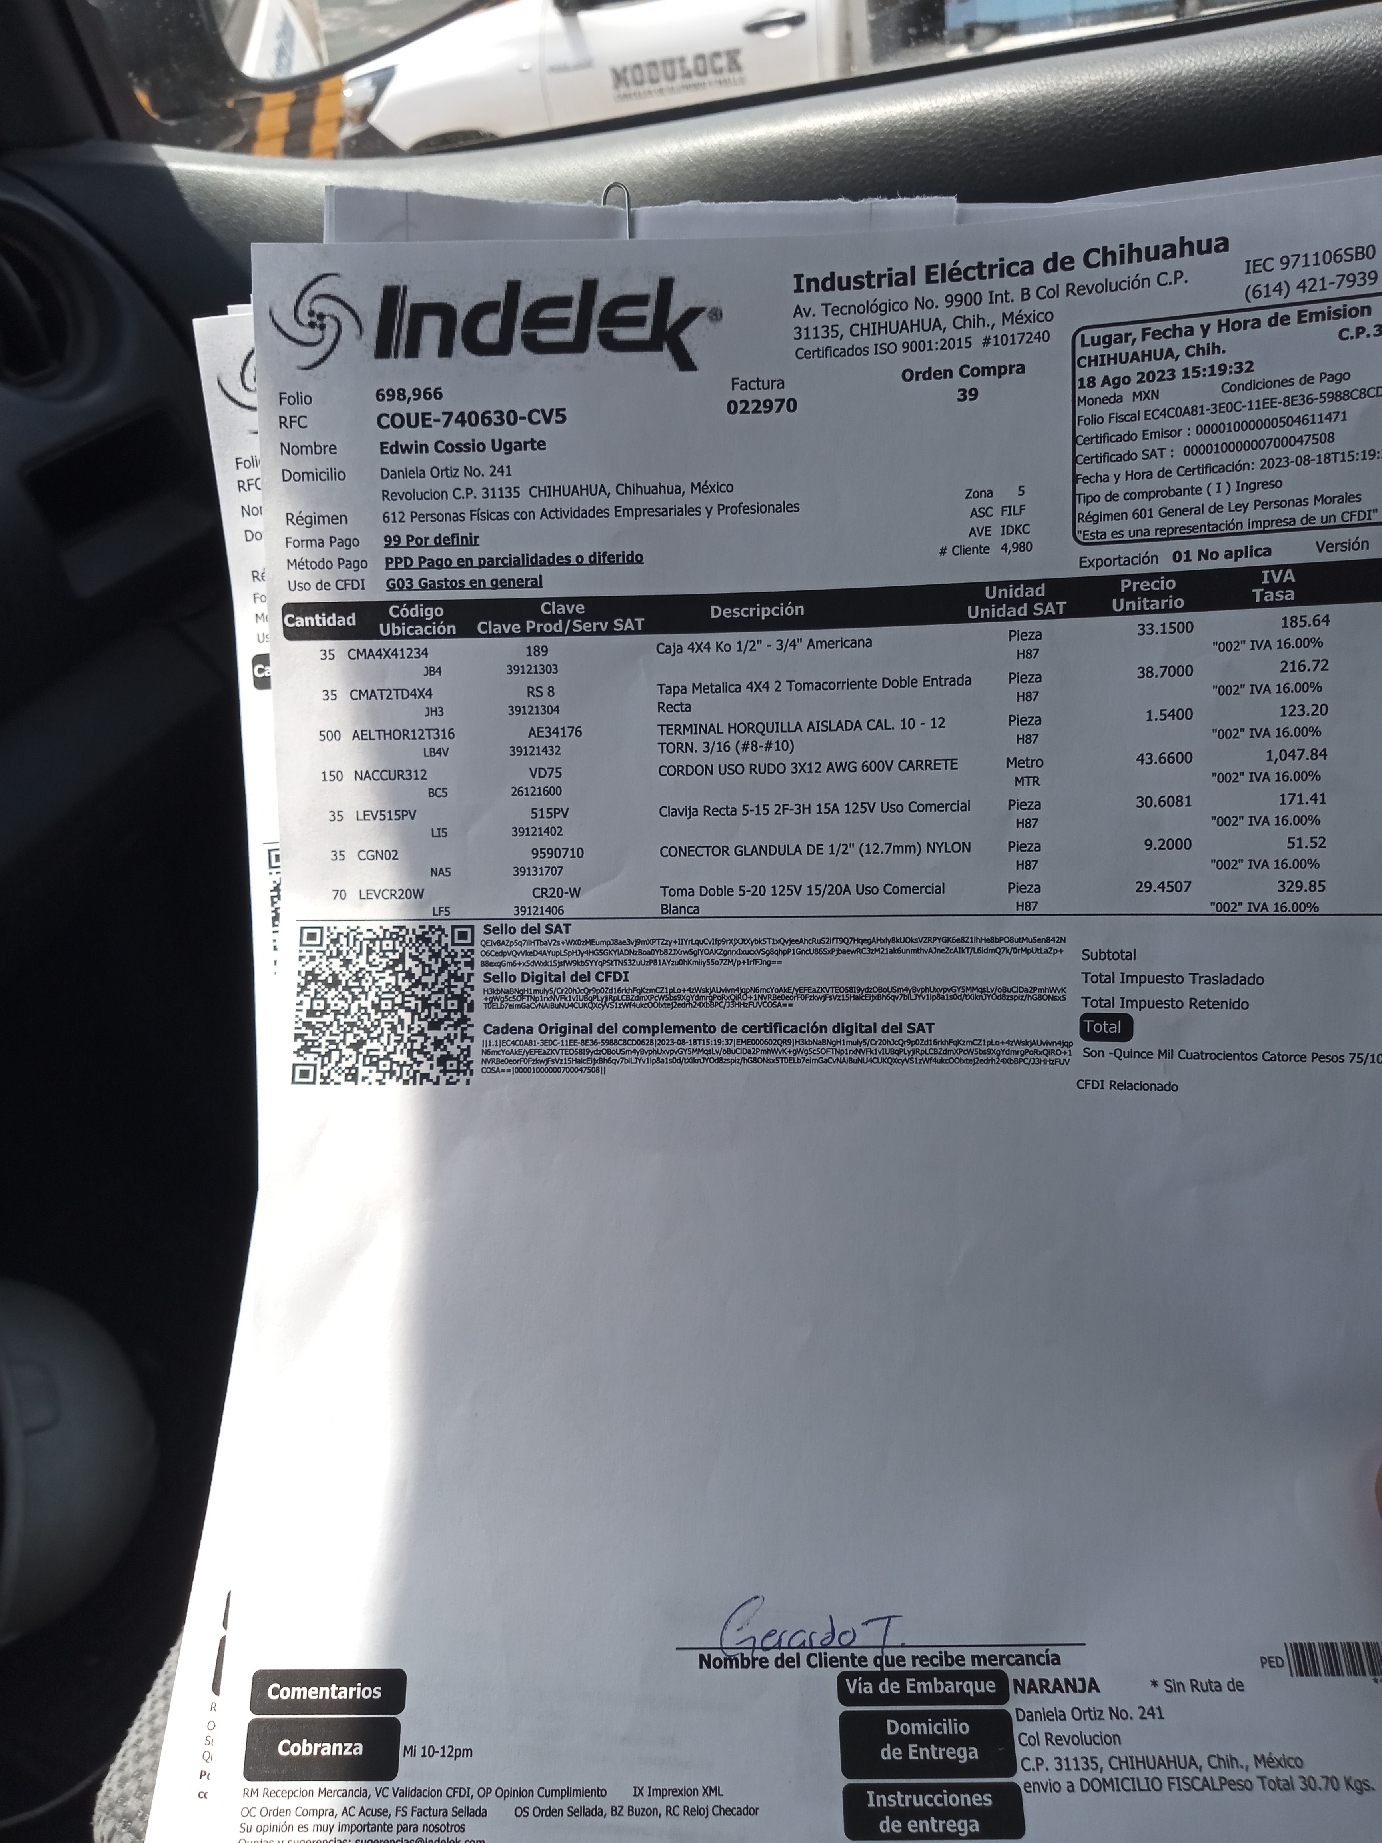 MODULOCK
Indelek®
Industrial Eléctrica de Chihuahua
Av. Tecnológico No. 9900 Int. B Col Revolución C.P.
31135, CHIHUAHUA, Chih., México
Certificados ISO 9001:2015 #1017240
IEC 971106SB0
(614) 421-7939
Lugar, Fecha y Hora de Emision
C.P.3
CHIHUAHUA, Chih.
18 Ago 2023 15:19:32
Moneda MXN Condiciones de Pago
Folio Fiscal EC4C0A81-3E0C-11EE-8E36-5988C8CD
Certificado Emisor : 00001000000504611471
Certificado SAT : 00001000000700047508
Fecha y Hora de Certificación: 2023-08-18T15:19:
Tipo de comprobante ( I ) Ingreso
Régimen 601 General de Ley Personas Morales
"Esta es una representación impresa de un CFDI"
Exportación 01 No aplica Versión
Folio 698,966
Factura
022970
Orden Compra
39
RFC COUE-740630-CV5
Nombre Edwin Cossio Ugarte
Domicilio Daniela Ortiz No. 241
Revolucion C.P. 31135 CHIHUAHUA, Chihuahua, México
Régimen 612 Personas Físicas con Actividades Empresariales y Profesionales
Forma Pago 99 Por definir
Método Pago PPD Pago en parcialidades o diferido
Uso de CFDI G03 Gastos en general
Zona 5
ASC FILF
AVE IDKC
# Cliente 4,980
Cantidad Código Clave Descripción Unidad Precio IVA
Ubicación Clave Prod/Serv SAT Unidad SAT Unitario Tasa
35 CMA4X41234 189 Caja 4X4 Ko 1/2" - 3/4" Americana Pieza 33.1500 185.64
JB4 39121303 H87 "002" IVA 16.00%
35 CMAT2TD4X4 RS 8 Tapa Metalica 4X4 2 Tomacorriente Doble Entrada Pieza 38.7000 216.72
JH3 39121304 Recta H87 "002" IVA 16.00%
500 AELTHOR12T316 AE34176 TERMINAL HORQUILLA AISLADA CAL. 10 - 12 Pieza 1.5400 123.20
LB4V 39121432 TORN. 3/16 (#8-#10) H87 "002" IVA 16.00%
150 NACCUR312 VD75 CORDON USO RUDO 3X12 AWG 600V CARRETE Metro 43.6600 1,047.84
BC5 26121600 MTR "002" IVA 16.00%
35 LEV515PV 515PV Clavija Recta 5-15 2F-3H 15A 125V Uso Comercial Pieza 30.6081 171.41
LI5 39121402 H87 "002" IVA 16.00%
35 CGN02 9590710 CONECTOR GLANDULA DE 1/2" (12.7mm) NYLON Pieza 9.2000 51.52
NA5 39131707 H87 "002" IVA 16.00%
70 LEVCR20W CR20-W Toma Doble 5-20 125V 15/20A Uso Comercial Pieza 29.4507 329.85
LF5 39121406 Blanca H87 "002" IVA 16.00%
Sello del SAT
Sello Digital del CFDI
Cadena Original del complemento de certificación digital del SAT
Subtotal
Total Impuesto Trasladado
Total Impuesto Retenido
Total
Son -Quince Mil Cuatrocientos Catorce Pesos 75/10
CFDI Relacionado
Gerardo T.
Nombre del Cliente que recibe mercancía
PED
Comentarios
Vía de Embarque NARANJA * Sin Ruta de
Cobranza Mi 10-12pm
Domicilio
de Entrega
Daniela Ortiz No. 241
Col Revolucion
C.P. 31135, CHIHUAHUA, Chih., México
envio a DOMICILIO FISCALPeso Total 30.70 Kgs.
Instrucciones
de entrega
RM Recepcion Mercancia, VC Validacion CFDI, OP Opinion Cumplimiento IX Imprexion XML
OC Orden Compra, AC Acuse, FS Factura Sellada OS Orden Sellada, BZ Buzon, RC Reloj Checador
Su opinión es muy importante para nosotros